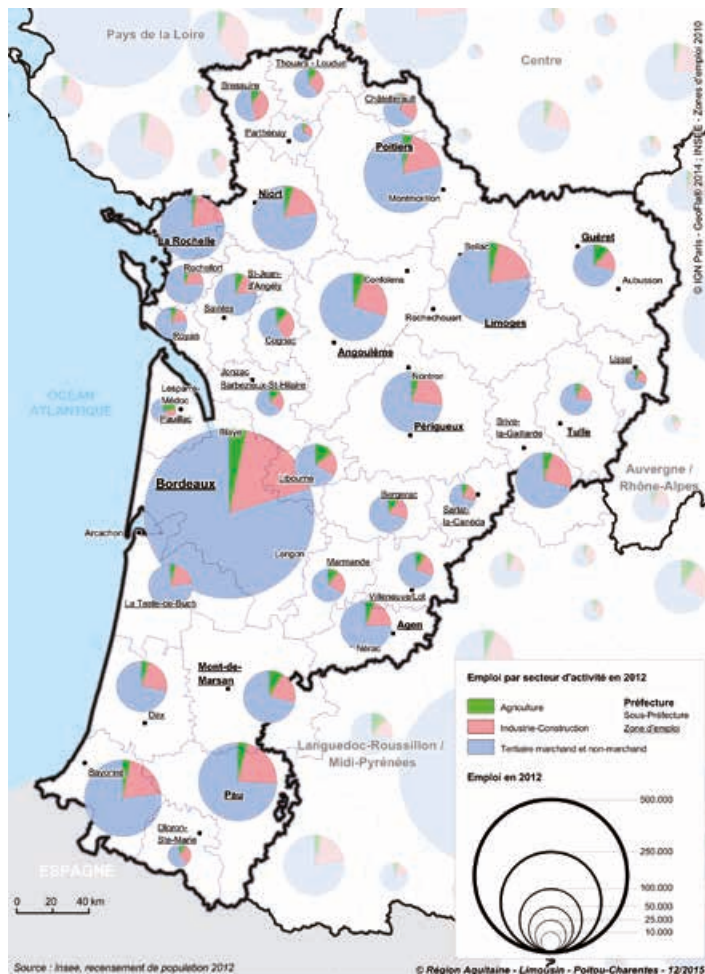 Pays de la Loire
Centre
Thouars - Loudun
Bressuire
Châtellerault
Parthenay
Poitiers
Montmorillon
Niort
La Rochelle
Bellac
Guéret
Aubusson
Rochefort
St-Jean-
d'Angely
Confolens
Saintes
Limoges
Rochechouart
Royan
Cognac
Angoulême
Ussel
Jonzac
Barbezieux-St-Hilaire
Nontron
OCEAN
ATLANTIQUE
Lesparre-
Médoc
Pauillac
Périgueux
Brive-
la-Gaillarde
Tulle
Blaye
Bordeaux
Libourne
Auvergne /
Rhône-Alpes
Bergerac
Sarlat-
la-Canéda
Arcachon
Langon
Marmande
La Teste-de-Buch
Villeneuve/Lot
Agen
Nérac
Mont-de-
Marsan
Dax
Languedoc-Roussillon /
Midi-Pyrénées
Bayonne
Pau
Oloron-
Ste-Marie
ESPAGNE
0 20 40 km
Emploi par secteur d'activité en 2012
Agriculture
Industrie-Construction
Tertiaire marchand et non-marchand
Préfecture
Sous-Préfecture
Zone d'emploi
Emploi en 2012
500.000
250.000
100.000
50.000
25.000
10.000
Source : Insee, recensement de population 2012
© Région Aquitaine - Limousin - Poitou-Charentes - 12/2015
© IGN Paris - GeoFla® 2014 ; INSEE - Zones d'emploi 2010